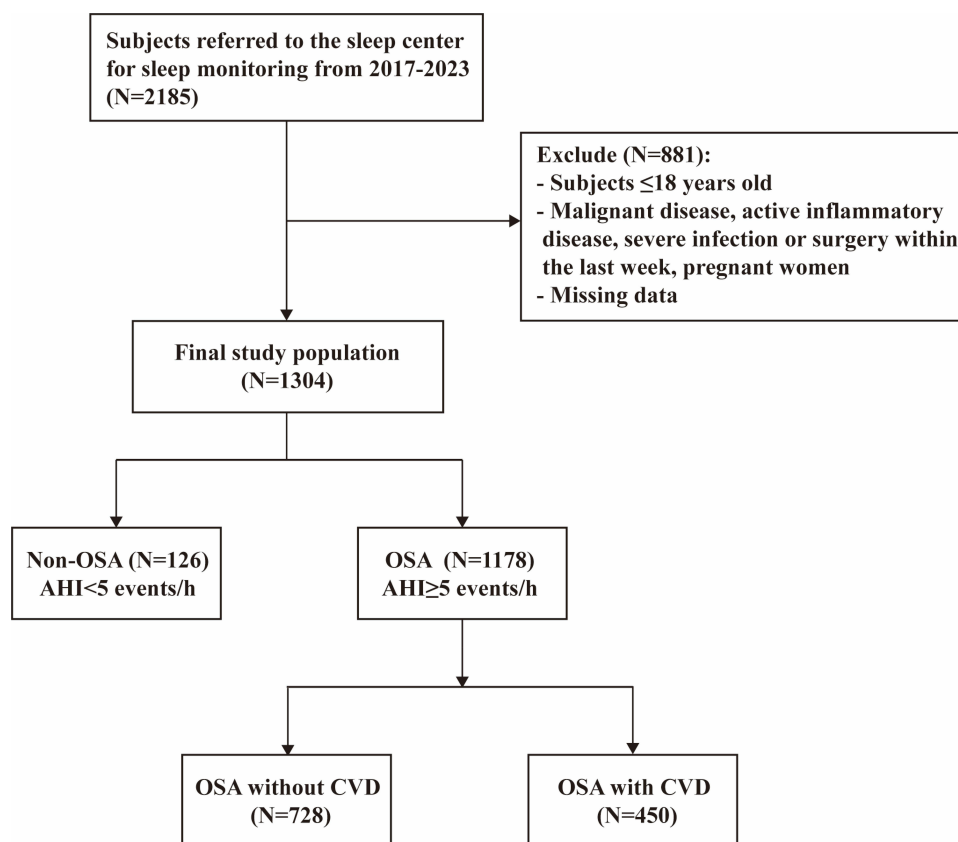 Subjects referred to the sleep center
for sleep monitoring from 2017-2023
(N=2185)
Exclude (N=881):
- Subjects ≤18 years old
- Malignant disease, active inflammatory
disease, severe infection or surgery within
the last week, pregnant women
- Missing data
Final study population
(N=1304)
Non-OSA (N=126)
AHI<5 events/h
OSA (N=1178)
AHI≥5 events/h
OSA without CVD
(N=728)
OSA with CVD
(N=450)